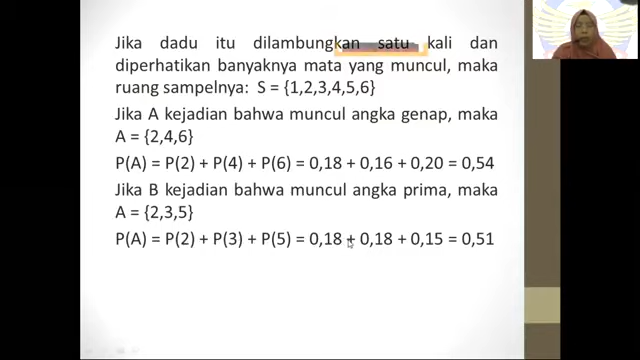 Jika dadu itu dilambungkan satu kali dan
diperhatikan banyaknya mata yang muncul, maka
ruang sampelnya: S = {1,2,3,4,5,6}
Jika A kejadian bahwa muncul angka genap, maka
A = {2,4,6}
P(A) = P(2) + P(4) + P(6) = 0,18 + 0,16 + 0,20 = 0,54
Jika B kejadian bahwa muncul angka prima, maka
A = {2,3,5}
P(A) = P(2) + P(3) + P(5) = 0,18 + 0,18 + 0,15 = 0,51